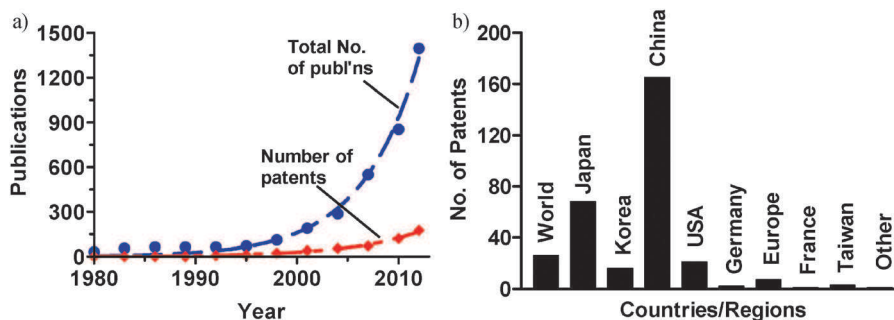 a)
1500
1200
900
600
300
0
Publications
Total No.
of publ'ns
Number of
patents
1980
1990
2000
2010
Year
b)
200
160
120
80
40
0
No. of Patents
World
Japan
Korea
China
USA
Germany
Europe
France
Taiwan
Other
Countries/Regions